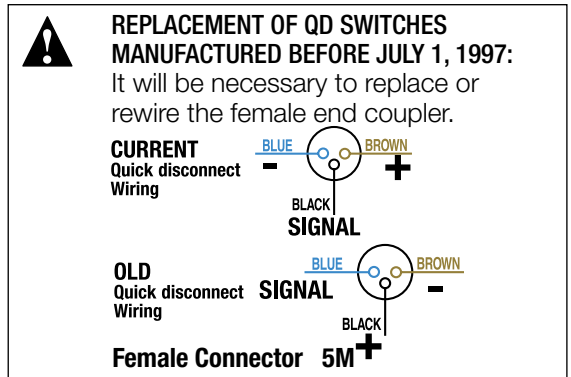 REPLACEMENT OF QD SWITCHES
MANUFACTURED BEFORE JULY 1, 1997:
It will be necessary to replace or
rewire the female end coupler.
CURRENT
Quick disconnect
Wiring
BLUE
-
BROWN
+
BLACK
SIGNAL
OLD
Quick disconnect
Wiring
BLUE
SIGNAL
BROWN
-
BLACK
+
Female Connector 5M